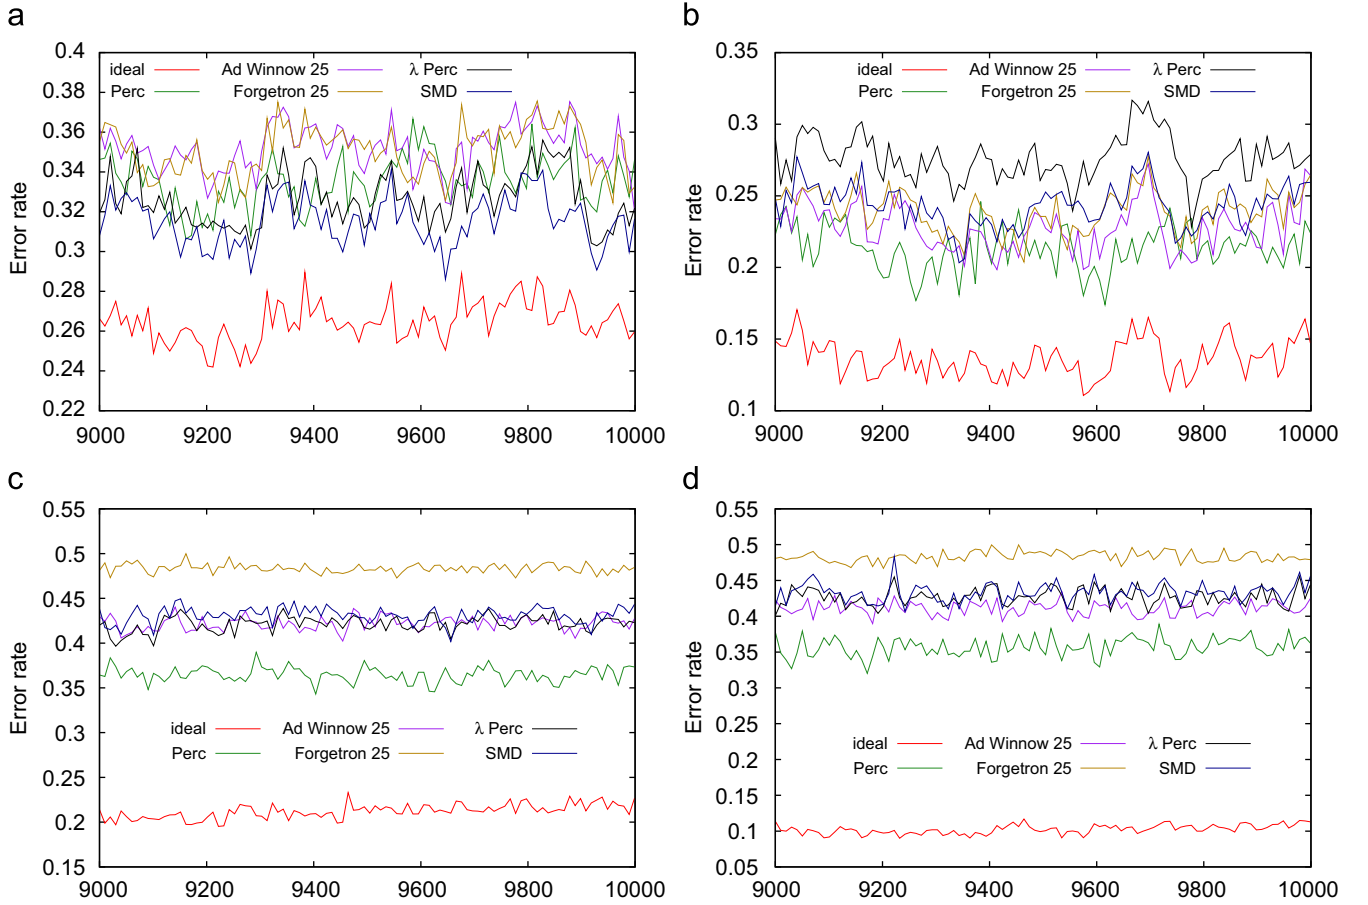 a
0.4
0.38
0.36
0.34
0.32
0.3
0.28
0.26
0.24
0.22
Error rate
ideal Ad Winnow 25 λ Perc
Perc Forgetron 25 SMD
9000 9200 9400 9600 9800 10000
b
0.35
0.3
0.25
0.2
0.15
0.1
Error rate
ideal Ad Winnow 25 λ Perc
Perc Forgetron 25 SMD
9000 9200 9400 9600 9800 10000
c
0.55
0.5
0.45
0.4
0.35
0.3
0.25
0.2
0.15
Error rate
ideal Ad Winnow 25 λ Perc
Perc Forgetron 25 SMD
9000 9200 9400 9600 9800 10000
d
0.55
0.5
0.45
0.4
0.35
0.3
0.25
0.2
0.15
0.1
0.05
Error rate
ideal Ad Winnow 25 λ Perc
Perc Forgetron 25 SMD
9000 9200 9400 9600 9800 10000